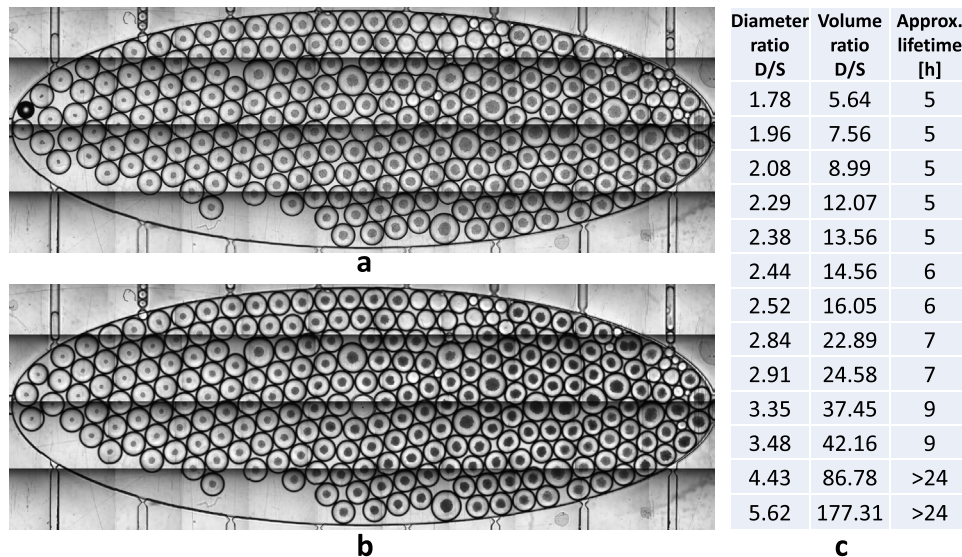 a
b
Diameter Volume Approx.
ratio ratio lifetime
D/S D/S [h]
1.78 5.64 5
1.96 7.56 5
2.08 8.99 5
2.29 12.07 5
2.38 13.56 5
2.44 14.56 6
2.52 16.05 6
2.84 22.89 7
2.91 24.58 7
3.35 37.45 9
3.48 42.16 9
4.43 86.78 >24
5.62 177.31 >24
c